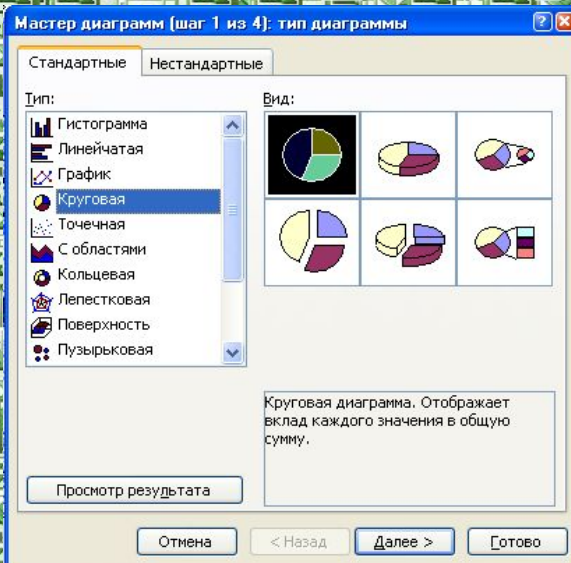 Мастер диаграмм (шаг 1 из 4): тип диаграммы
Стандартные
Нестандартные
Тип:
Гистограмма
Линейчатая
График
Круговая
Точечная
С областями
Кольцевая
Лепестковая
Поверхность
Пузырьковая
Вид:
Круговая диаграмма. Отображает
вклад каждого значения в общую
сумму.
Просмотр результата
Отмена
< Назад
Далее >
Готово